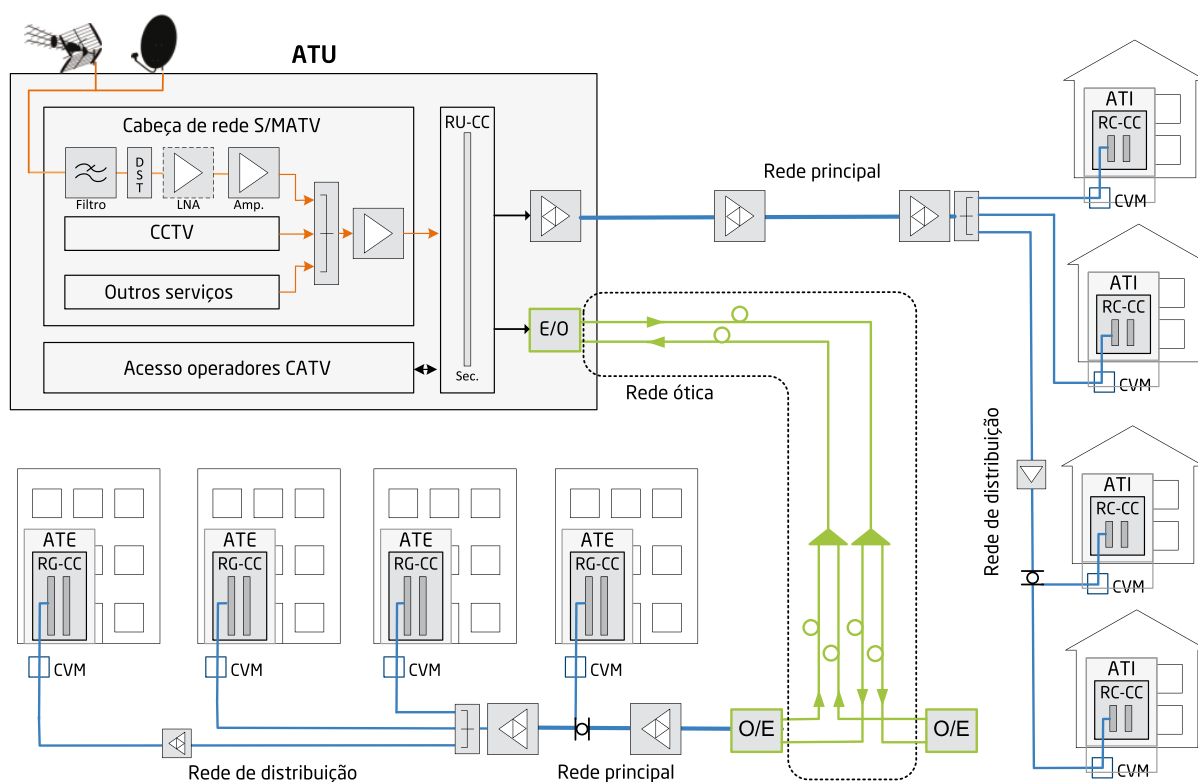 ATU
Cabeça de rede S/MATV
RU-CC
D
S
T
Filtro
LNA
Amp.
CCTV
Outros serviços
Acesso operadores CATV
Sec.
E/O
Rede principal
Rede ótica
ATI
RC-CC
CVM
ATI
RC-CC
CVM
Rede de distribuição
ATI
RC-CC
CVM
ATI
RC-CC
CVM
ATE
RG-CC
CVM
ATE
RG-CC
CVM
ATE
RG-CC
CVM
ATE
RG-CC
CVM
O/E
O/E
Rede de distribuição
Rede principal